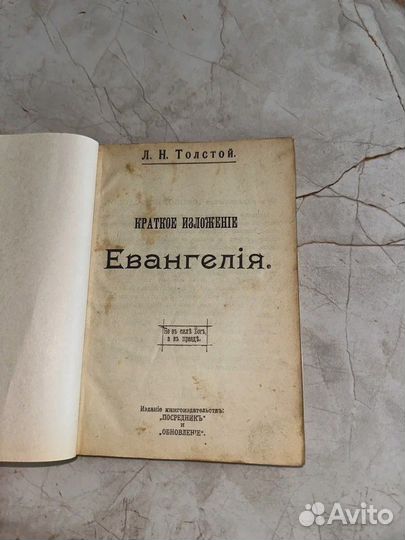 Л. Н. Толстой.
КРАТКОЕ ИЗЛОЖЕНІЕ
Евангелія.
Не въ силѣ Богъ,
а въ правдѣ.
Изданіе книгоиздательствъ:
„ПОСРЕДНИКЪ"
и
„ОБНОВЛЕНІЕ".
Avito